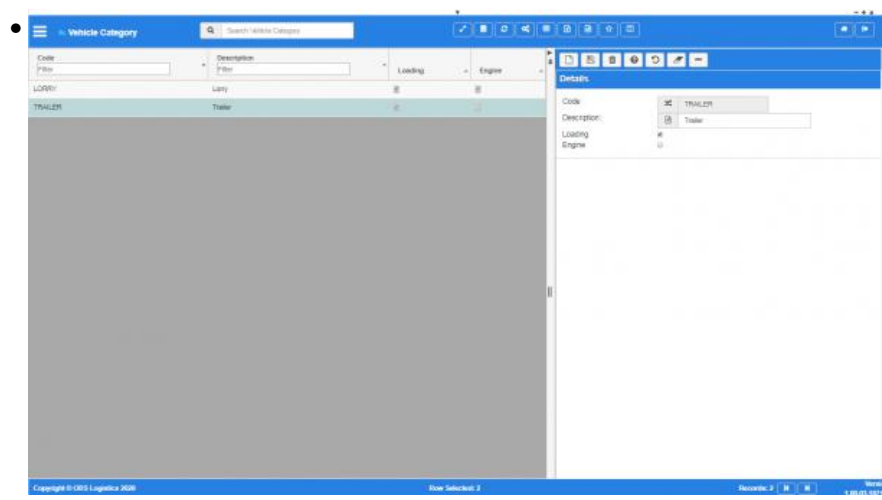 Vehicle Category
Search Vehicle Category
Code
Filter
Description
Filter
Loading
Engine
LORRY
Lorry
TRAILER
Trailer
Details
Code
TRAILER
Description:
Trailer
Loading
Engine
Copyright © OBS Logistics 2020
Row Selected: 2
Records: 2